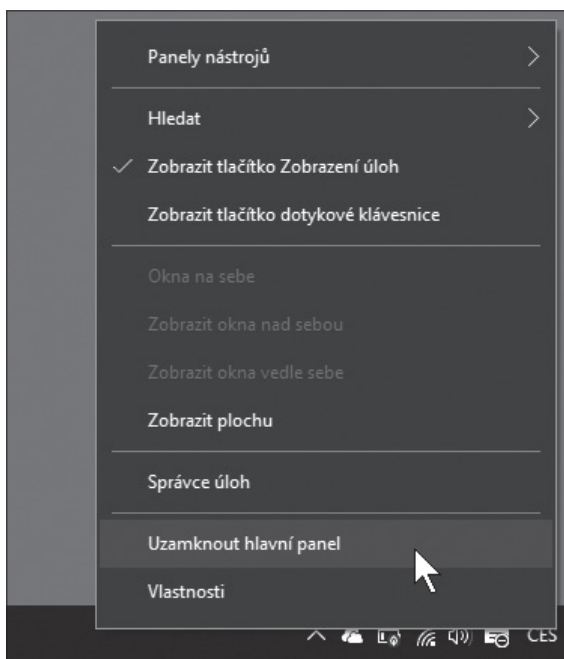 Panely nástrojů
Hledat
Zobrazit tlačítko Zobrazení úloh
Zobrazit tlačítko dotykové klávesnice
Okna na sebe
Zobrazit okna nad sebou
Zobrazit okna vedle sebe
Zobrazit plochu
Správce úloh
Uzamknout hlavní panel
Vlastnosti
CES